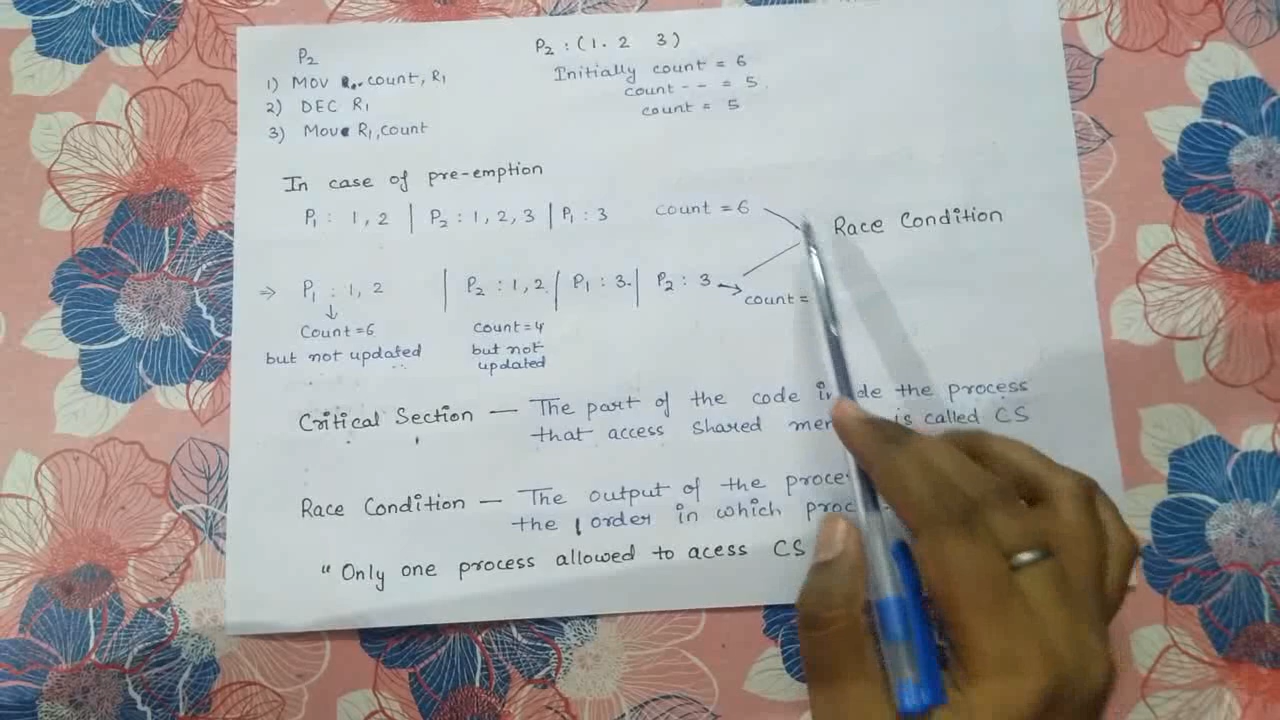 P2
1) MOV count, R1
2) DEC R1
3) Move R1, count
P2 : (1. 2 3)
Initially count = 6
count - - = 5
count = 5
In case of pre-emption
P1 : 1, 2 | P2 : 1, 2, 3 | P1 : 3 count = 6
Race Condition
⇒ P1 : 1, 2 | P2 : 1, 2 | P1 : 3. | P2 : 3 → count =
↓
Count = 6
but not updated
count = 4
but not
updated
Critical Section — The part of the code the process
that access shared is called CS
Race Condition — The output of the
the order in which
" Only one process allowed to acess CS